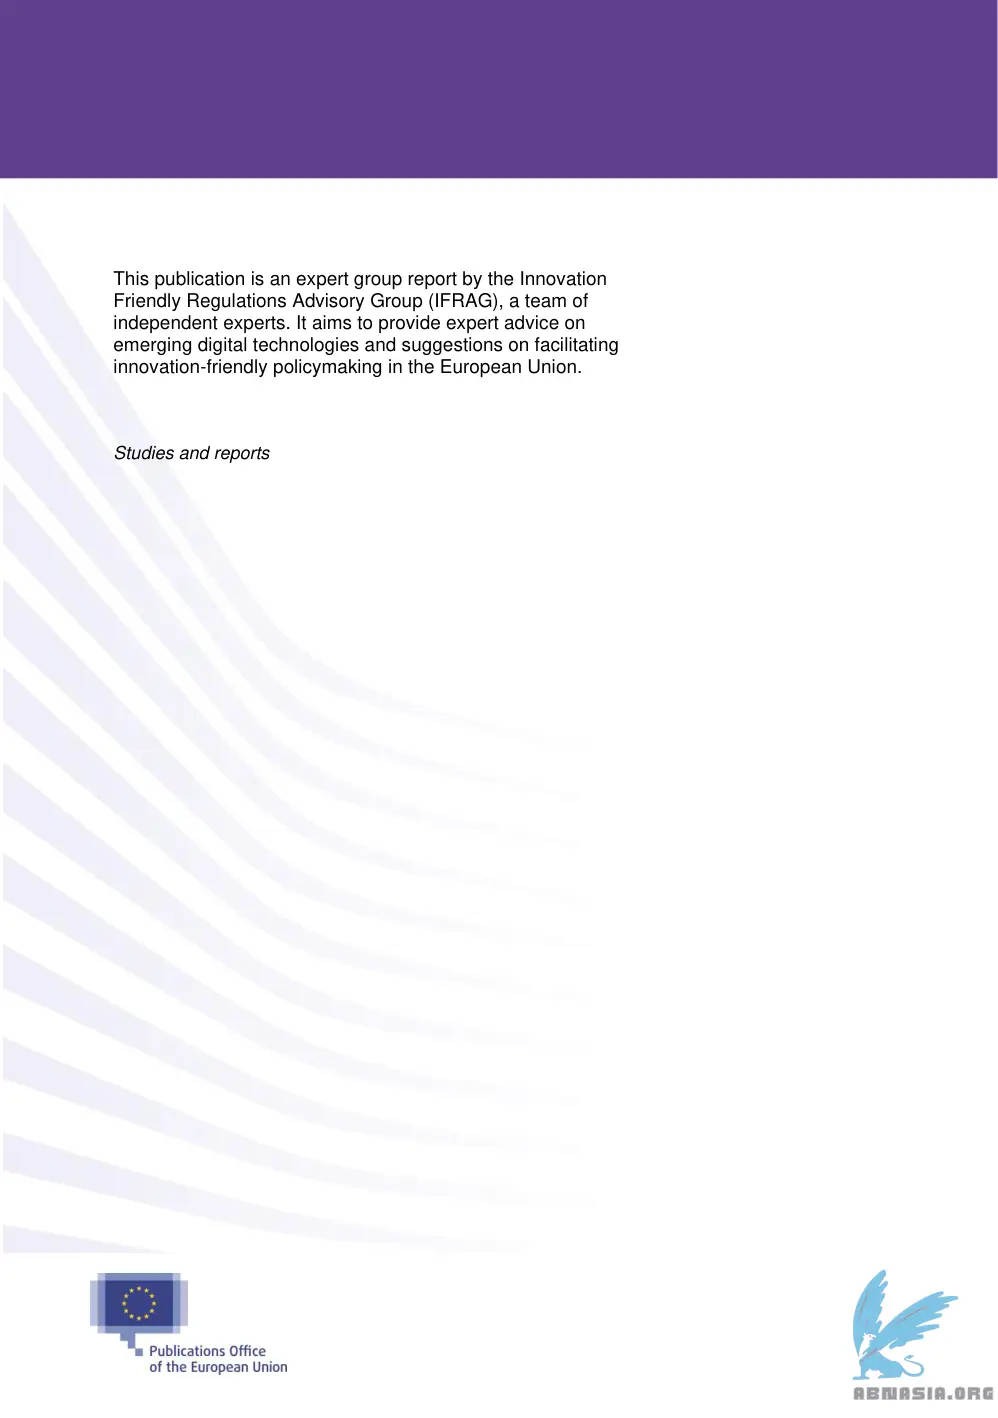 This publication is an expert group report by the Innovation
Friendly Regulations Advisory Group (IFRAG), a team of
independent experts. It aims to provide expert advice on
emerging digital technologies and suggestions on facilitating
innovation-friendly policymaking in the European Union.
Studies and reports
Publications Office
of the European Union
ABNASIA.ORG